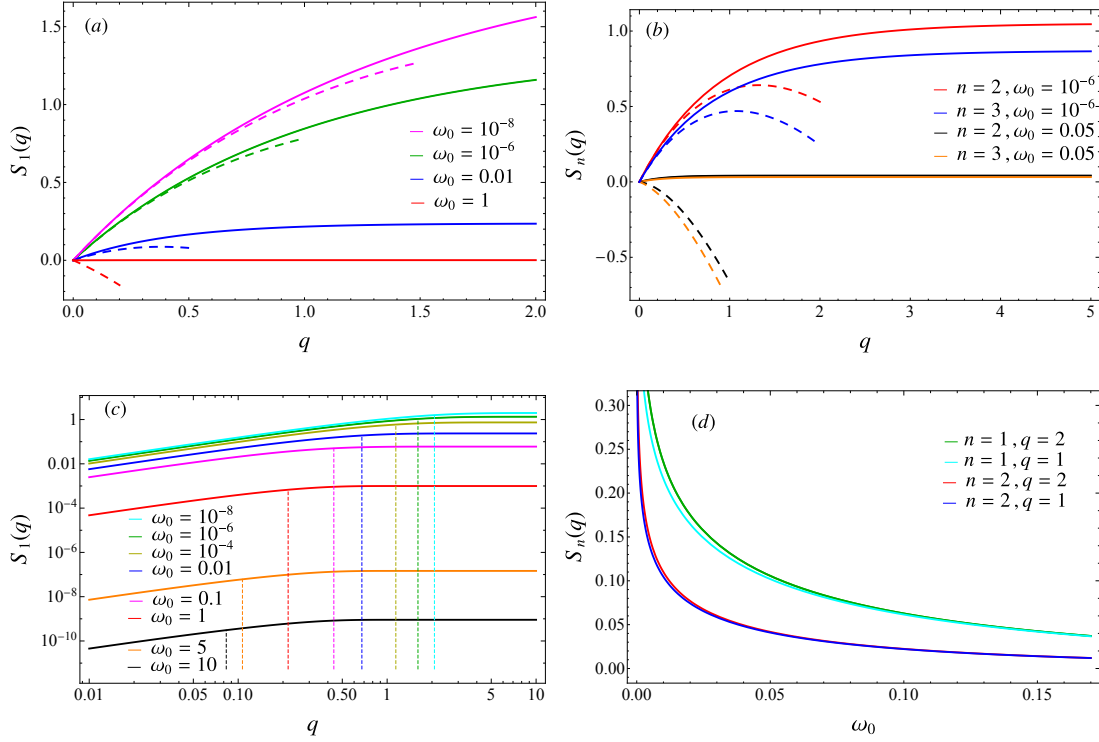 (a)
1.5
1.0
0.5
0.0
S₁(q)
ω₀ = 10⁻⁸
ω₀ = 10⁻⁶
ω₀ = 0.01
ω₀ = 1
0.0 0.5 1.0 1.5 2.0
q
(b)
1.0
0.5
0.0
−0.5
Sₙ(q)
n = 2 , ω₀ = 10⁻⁶
n = 3 , ω₀ = 10⁻⁶
n = 2 , ω₀ = 0.05
n = 3 , ω₀ = 0.05
0 1 2 3 4 5
q
(c)
1
0.01
10⁻⁴
10⁻⁶
10⁻⁸
10⁻¹⁰
S₁(q)
ω₀ = 10⁻⁸
ω₀ = 10⁻⁶
ω₀ = 10⁻⁴
ω₀ = 0.01
ω₀ = 0.1
ω₀ = 1
ω₀ = 5
ω₀ = 10
0.01 0.05 0.10 0.50 1 5 10
q
(d)
0.30
0.25
0.20
0.15
0.10
0.05
0.00
Sₙ(q)
n = 1 , q = 2
n = 1 , q = 1
n = 2 , q = 2
n = 2 , q = 1
0.00 0.05 0.10 0.15
ω₀